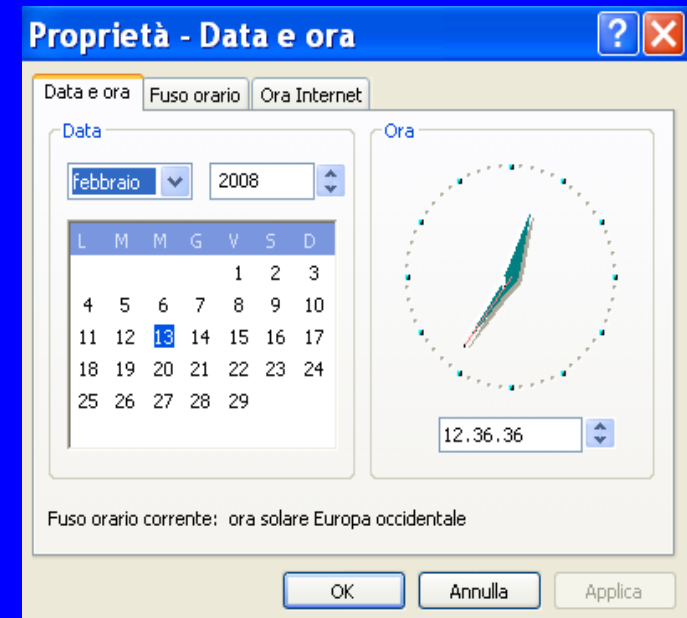 Proprietà - Data e ora
Data e ora Fuso orario Ora Internet
Data
Ora
febbraio 2008
L M M G V S D
1 2 3
4 5 6 7 8 9 10
11 12 13 14 15 16 17
18 19 20 21 22 23 24
25 26 27 28 29
12.36.36
Fuso orario corrente: ora solare Europa occidentale
OK Annulla Applica